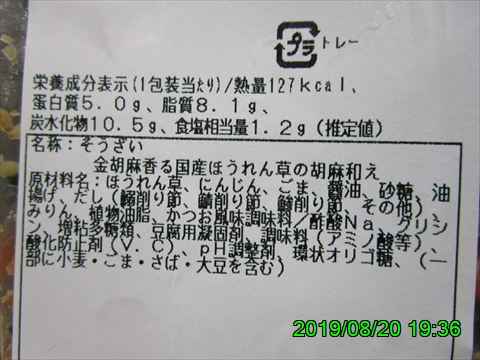 プラ トレー
栄養成分表示(1包装当たり)/熱量127kcal、
蛋白質5.0g、脂質8.1g、
炭水化物10.5g、食塩相当量1.2g(推定値)
名称:そうざい
金胡麻香る国産ほうれん草の胡麻和え
原材料名:ほうれん草、にんじん、ごま、醤油、砂糖、油
揚げ、だし(鰯削り節、鯖削り節、鰹削り節、その他)、
みりん、植物油脂、かつお風味調味料/酢酸Na、グリシ
ン、増粘多糖類、豆腐用凝固剤、調味料(アミノ酸等)、
酸化防止剤(V.C)、pH調整剤、環状オリゴ糖、(一
部に小麦・ごま・さば・大豆を含む)
2019/08/20 19:36